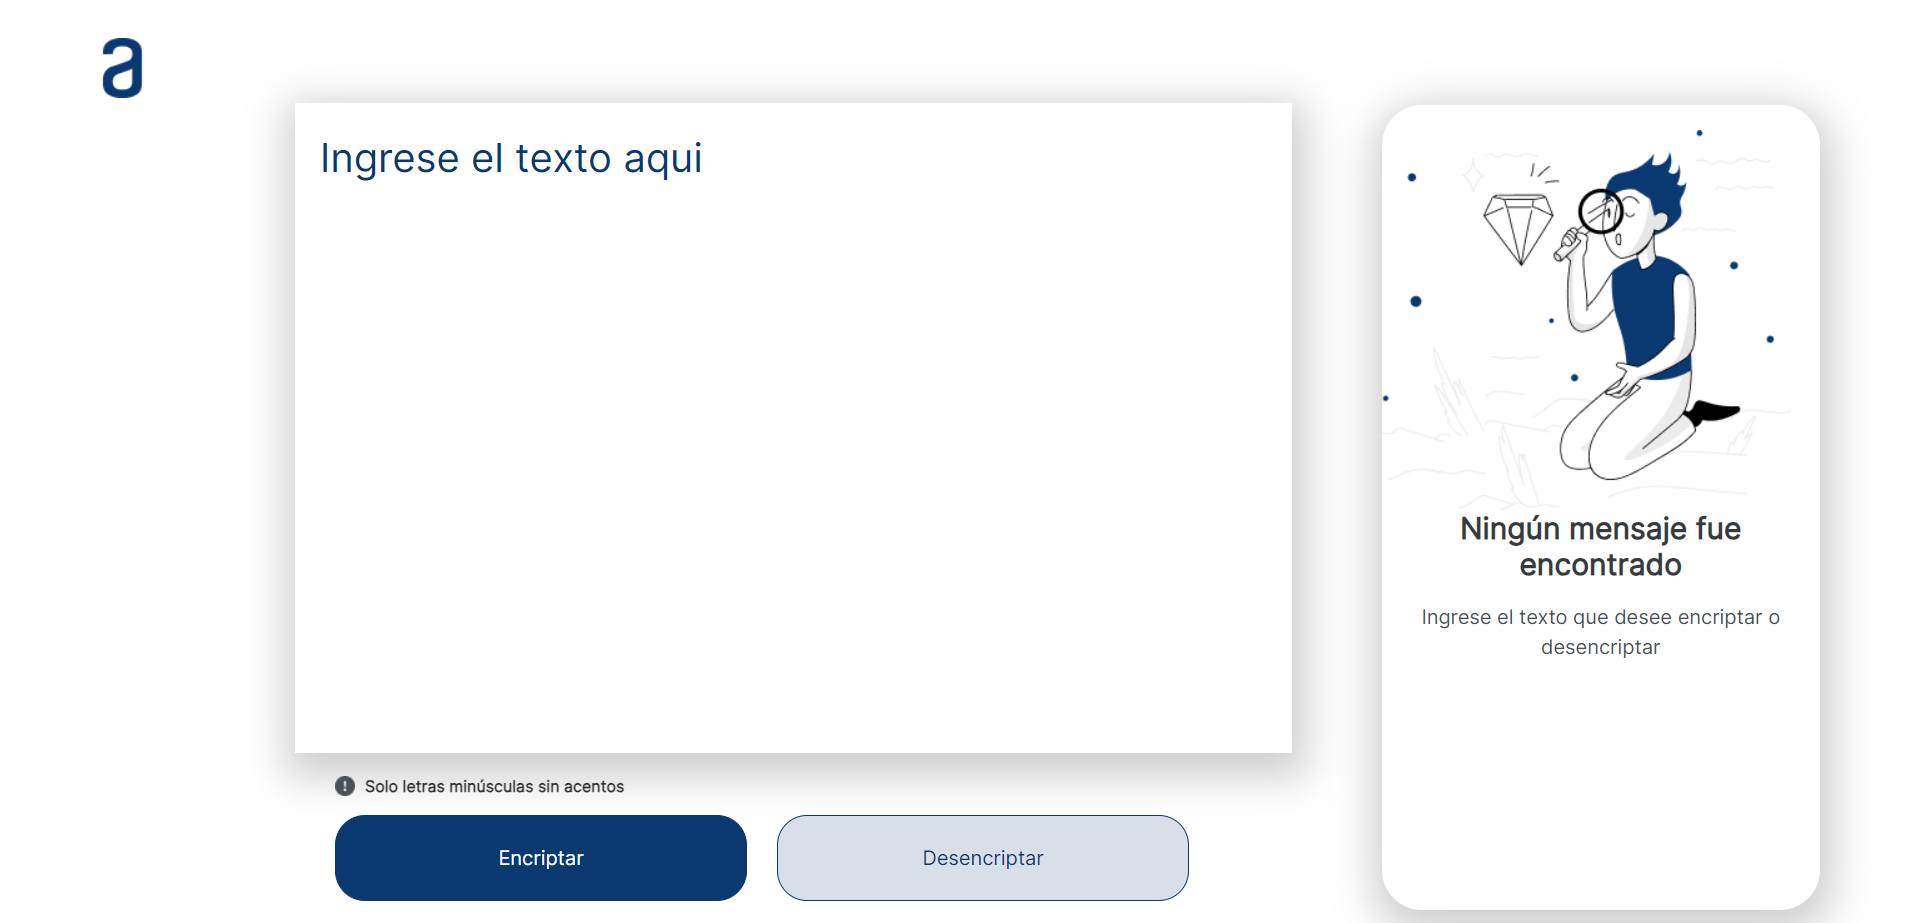 a
Ingrese el texto aqui
Solo letras minúsculas sin acentos
Encriptar
Desencriptar
Ningún mensaje fue
encontrado
Ingrese el texto que desee encriptar o
desencriptar